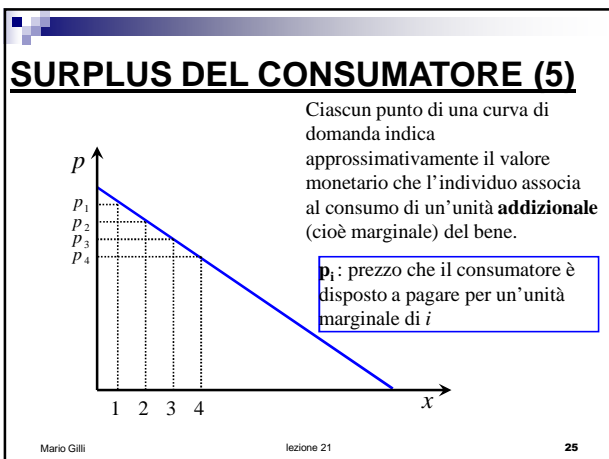 SURPLUS DEL CONSUMATORE (5)
Ciascun punto di una curva di
domanda indica
approssimativamente il valore
monetario che l'individuo associa
al consumo di un'unità addizionale
(cioè marginale) del bene.
pi : prezzo che il consumatore è
disposto a pagare per un'unità
marginale di i
p
p1
p2
p3
p4
1 2 3 4
x
Mario Gilli lezione 21 25